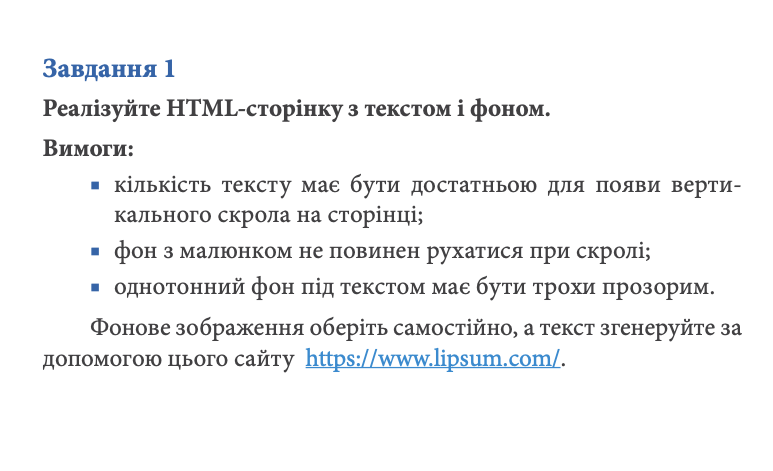 Завдання 1
Реалізуйте HTML-сторінку з текстом і фоном.
Вимоги:
▪ кількість тексту має бути достатньою для появи верти-
кального скрола на сторінці;
▪ фон з малюнком не повинен рухатися при скролі;
▪ однотонний фон під текстом має бути трохи прозорим.
Фонове зображення оберіть самостійно, а текст згенеруйте за
допомогою цього сайту https://www.lipsum.com/.